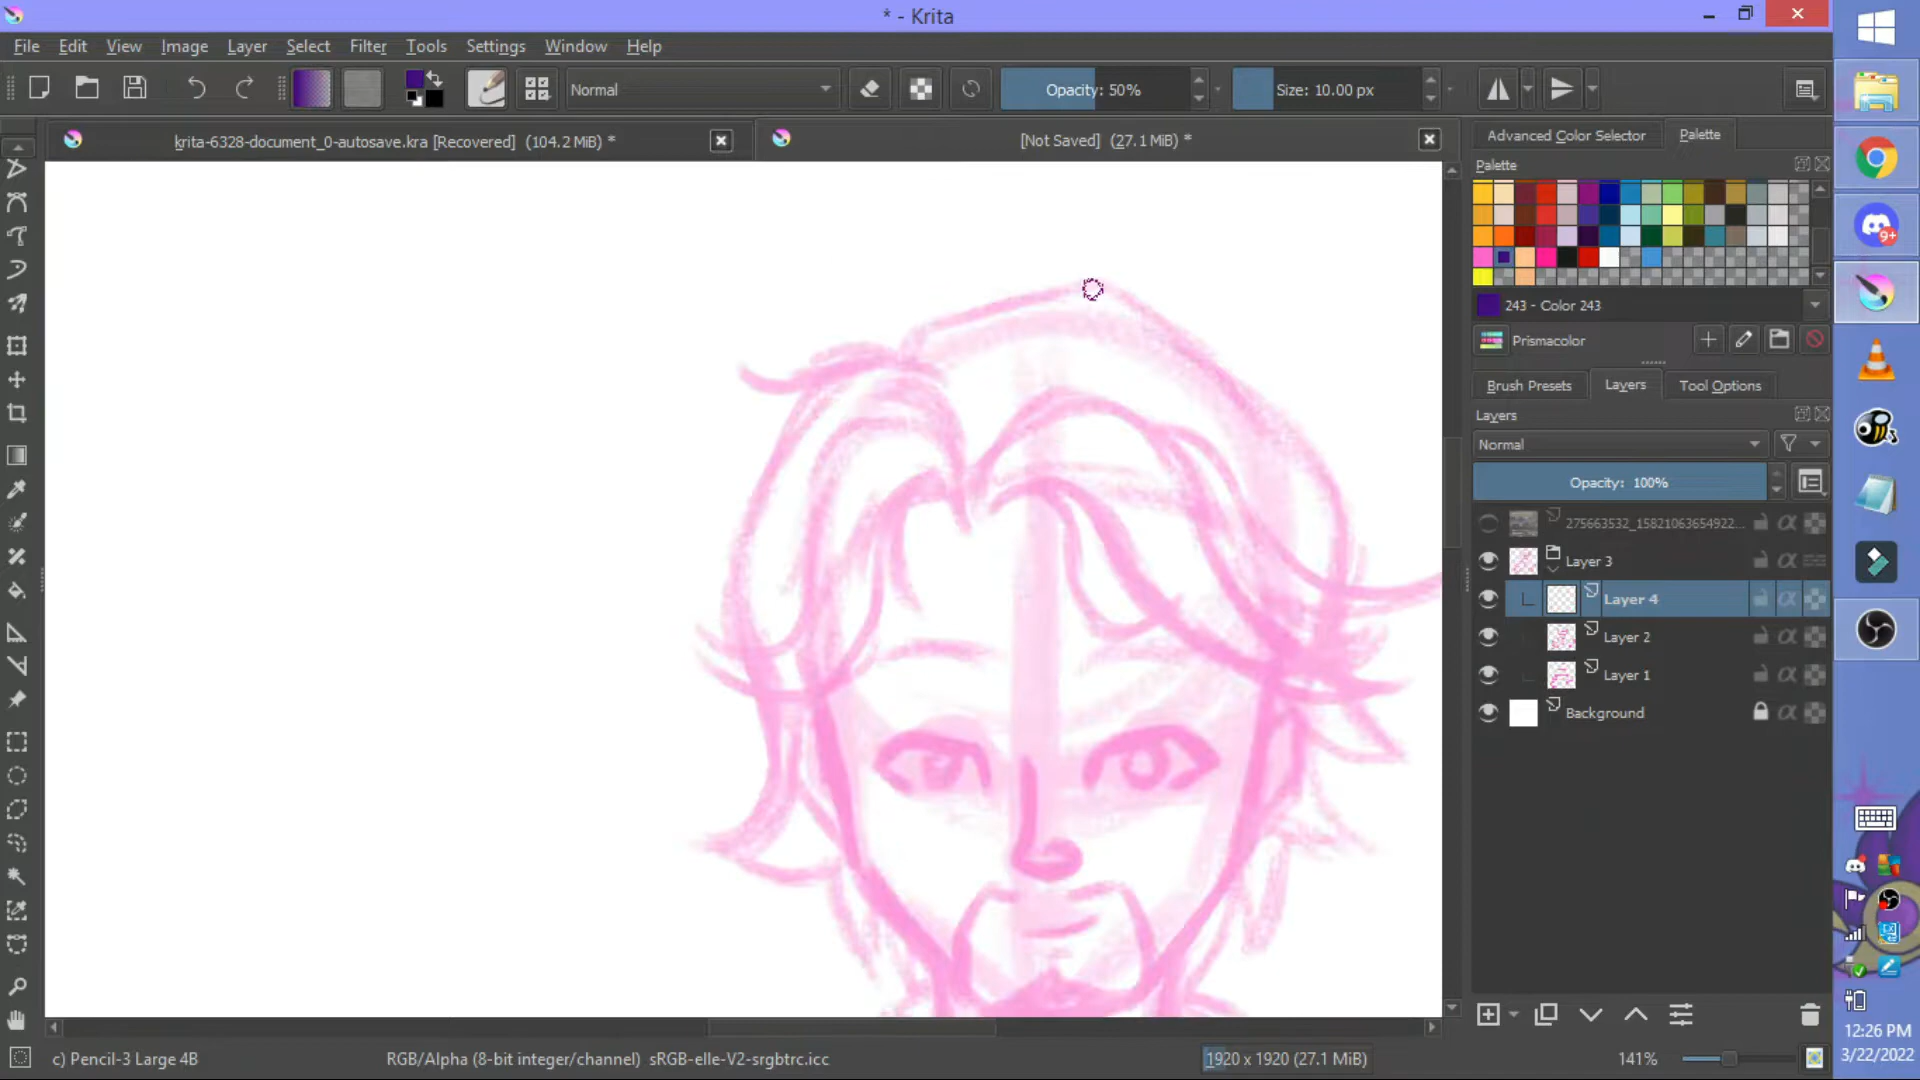 * - Krita
File Edit View Image Layer Select Filter Tools Settings Window Help
Normal
Opacity: 50%
Size: 10.00 px
krita-6328-document_0-autosave.kra [Recovered] (104.2 MiB) *
[Not Saved] (27.1 MiB) *
Advanced Color Selector
Palette
Palette
243 - Color 243
Prismacolor
Brush Presets
Layers
Tool Options
Layers
Normal
Opacity: 100%
275663532_15821063654922...
Layer 3
Layer 4
Layer 2
Layer 1
Background
9+
c) Pencil-3 Large 4B
RGB/Alpha (8-bit integer/channel) sRGB-elle-V2-srgbtrc.icc
1920 x 1920 (27.1 MiB)
141%
12:26 PM
3/22/2022